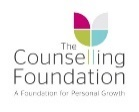 The
Counselling
Foundation
A Foundation for Personal Growth